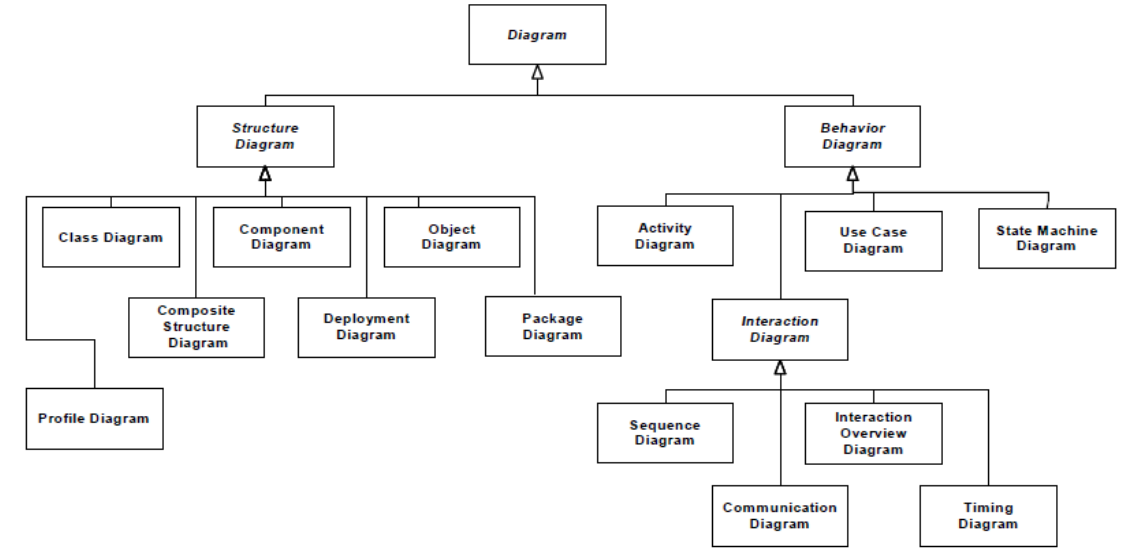 Diagram
Structure
Diagram
Behavior
Diagram
Class Diagram
Component
Diagram
Object
Diagram
Activity
Diagram
Use Case
Diagram
State Machine
Diagram
Composite
Structure
Diagram
Deployment
Diagram
Package
Diagram
Interaction
Diagram
Profile Diagram
Sequence
Diagram
Interaction
Overview
Diagram
Communication
Diagram
Timing
Diagram